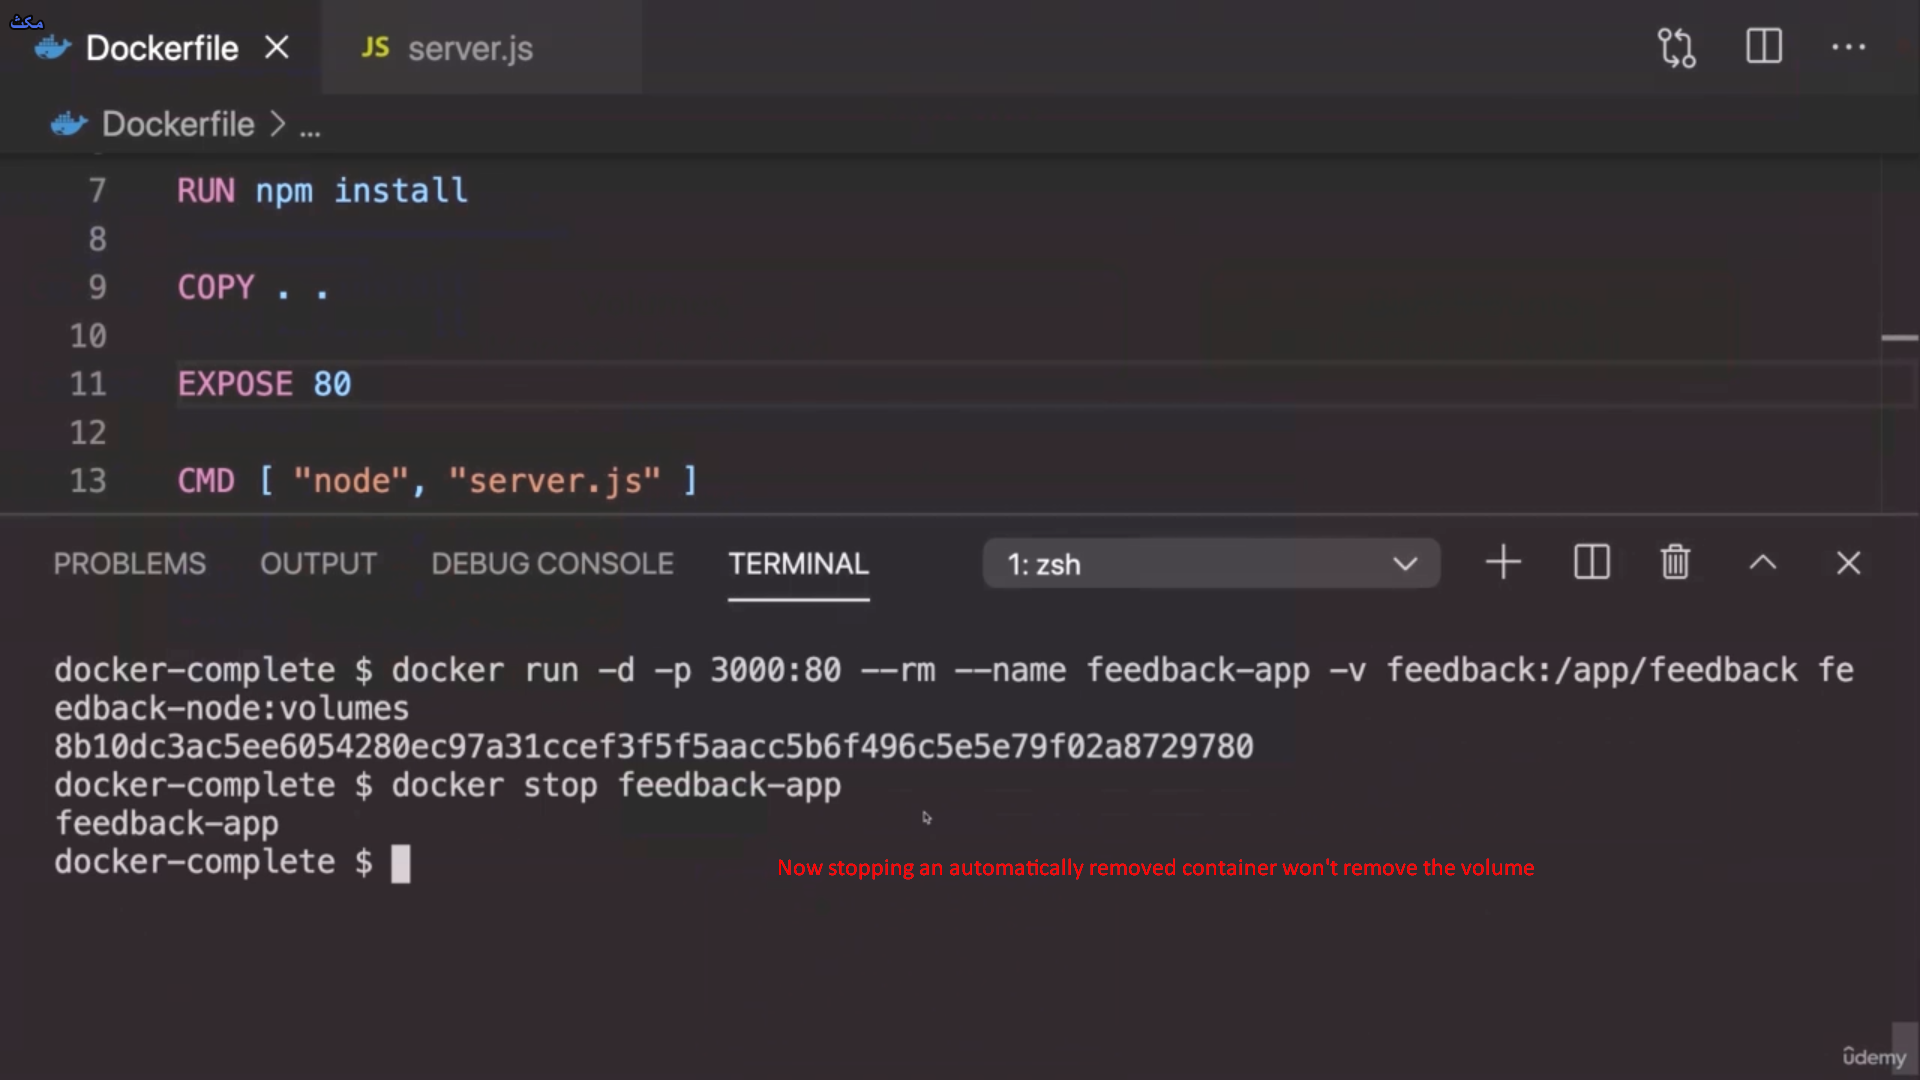 مكث
Dockerfile
JS server.js
Dockerfile > ...
7 RUN npm install
8
9 COPY . .
10
11 EXPOSE 80
12
13 CMD [ "node", "server.js" ]
PROBLEMS OUTPUT DEBUG CONSOLE TERMINAL 1: zsh
docker-complete $ docker run -d -p 3000:80 --rm --name feedback-app -v feedback:/app/feedback fe
edback-node:volumes
8b10dc3ac5ee6054280ec97a31ccef3f5f5aacc5b6f496c5e5e79f02a8729780
docker-complete $ docker stop feedback-app
feedback-app
docker-complete $
Now stopping an automatically removed container won't remove the volume
ûdemy